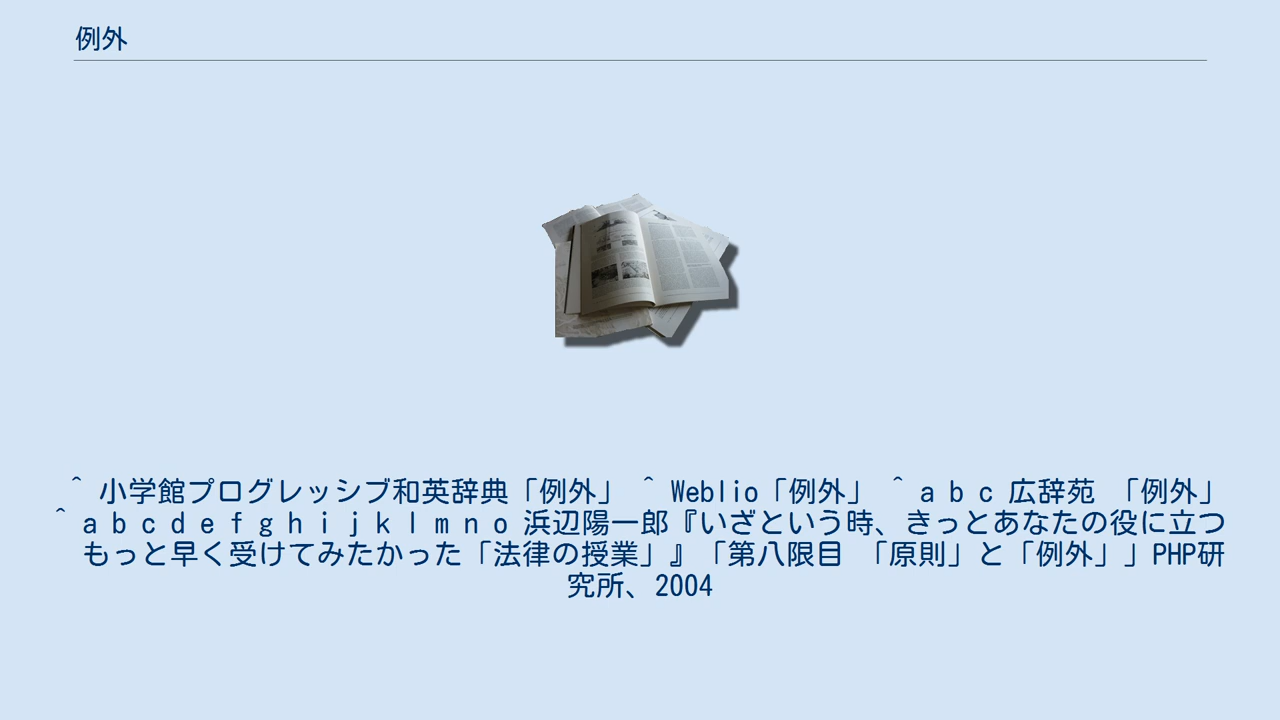 例外
^ 小学館プログレッシブ和英辞典「例外」 ^ Weblio「例外」 ^ a b c 広辞苑 「例外」
^ a b c d e f g h i j k l m n o 浜辺陽一郎『いざという時、きっとあなたの役に立つ
もっと早く受けてみたかった「法律の授業」』「第八限目 「原則」と「例外」」PHP研
究所、2004